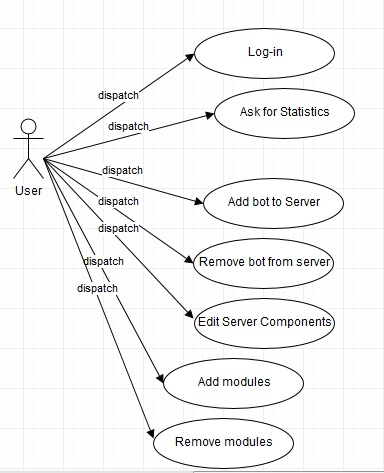 Log-in
dispatch
Ask for Statistics
dispatch
User
dispatch
Add bot to Server
dispatch
dispatch
Remove bot from server
dispatch
dispatch
Edit Server Components
Add modules
Remove modules